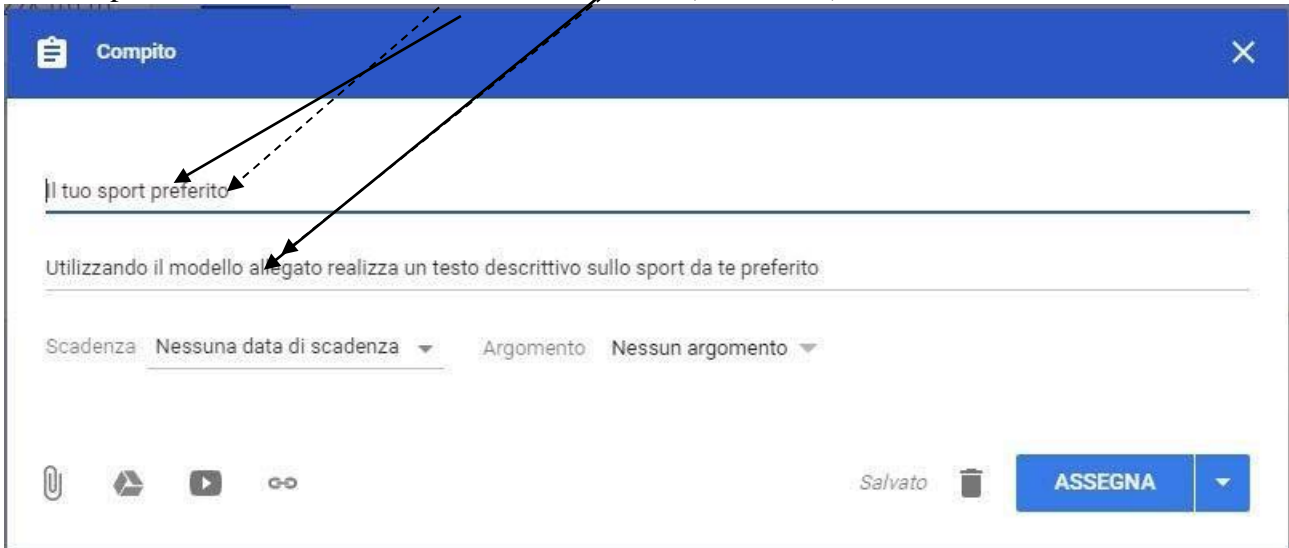 Compito
Il tuo sport preferito
Utilizzando il modello allegato realizza un testo descrittivo sullo sport da te preferito
Scadenza Nessuna data di scadenza Argomento Nessun argomento
Salvato ASSEGNA